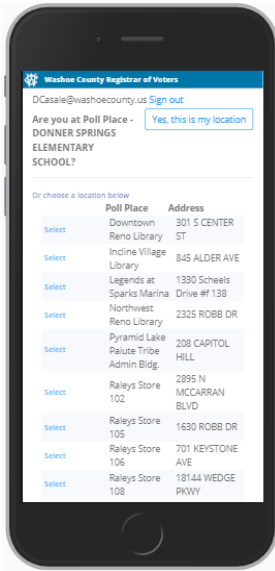 Washoe County Registrar of Voters
DCasale@washoecounty.us Sign out
Are you at Poll Place -
DONNER SPRINGS
ELEMENTARY
SCHOOL?
Yes, this is my location
Or choose a location below
Poll Place Address
Select Downtown Reno Library 301 S CENTER ST
Select Incline Village Library 845 ALDER AVE
Select Legends at Sparks Marina 1330 Scheels Drive #f 138
Select Northwest Reno Library 2325 ROBB DR
Select Pyramid Lake Paiute Tribe Admin Bldg. 208 CAPITOL HILL
Select Raleys Store 102 2895 N MCCARRAN BLVD
Select Raleys Store 105 1630 ROBB DR
Select Raleys Store 106 701 KEYSTONE AVE
Select Raleys Store 108 18144 WEDGE PKWY